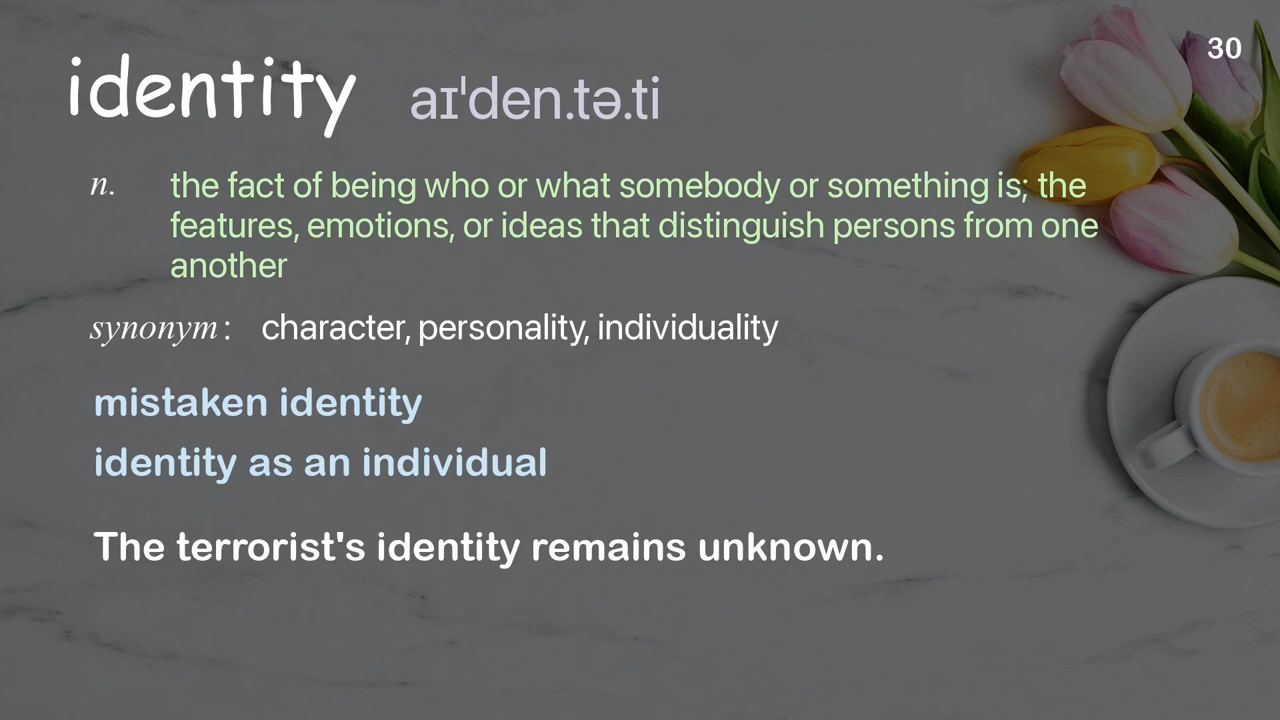 30
identity aɪˈden.tə.ti
n. the fact of being who or what somebody or something is; the
features, emotions, or ideas that distinguish persons from one
another
synonym: character, personality, individuality
mistaken identity
identity as an individual
The terrorist's identity remains unknown.